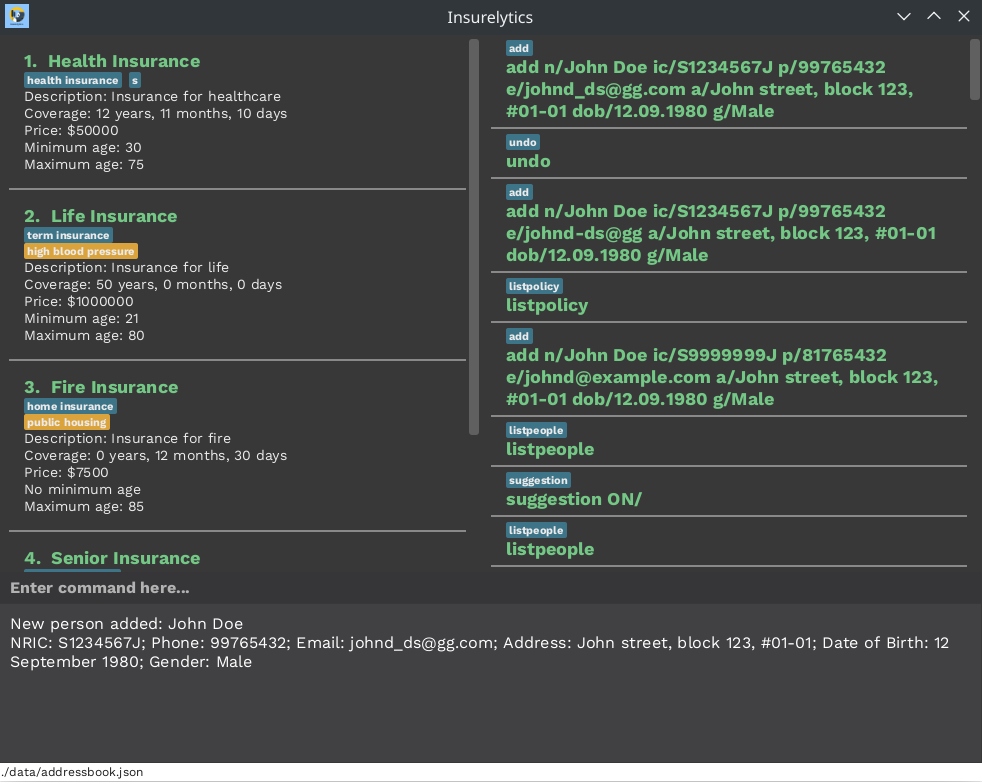 Insurelytics
1. Health Insurance
health insurance s
Description: Insurance for healthcare
Coverage: 12 years, 11 months, 10 days
Price: $50000
Minimum age: 30
Maximum age: 75
2. Life Insurance
term insurance
high blood pressure
Description: Insurance for life
Coverage: 50 years, 0 months, 0 days
Price: $1000000
Minimum age: 21
Maximum age: 80
3. Fire Insurance
home insurance
public housing
Description: Insurance for fire
Coverage: 0 years, 12 months, 30 days
Price: $7500
No minimum age
Maximum age: 85
4. Senior Insurance
add
add n/John Doe ic/S1234567J p/99765432
e/johnd_ds@gg.com a/John street, block 123,
#01-01 dob/12.09.1980 g/Male
undo
undo
add
add n/John Doe ic/S1234567J p/99765432
e/johnd-ds@gg a/John street, block 123, #01-01
dob/12.09.1980 g/Male
listpolicy
listpolicy
add
add n/John Doe ic/S9999999J p/81765432
e/johnd@example.com a/John street, block 123,
#01-01 dob/12.09.1980 g/Male
listpeople
listpeople
suggestion
suggestion ON/
listpeople
listpeople
Enter command here...
New person added: John Doe
NRIC: S1234567J; Phone: 99765432; Email: johnd_ds@gg.com; Address: John street, block 123, #01-01; Date of Birth: 12
September 1980; Gender: Male
./data/addressbook.json